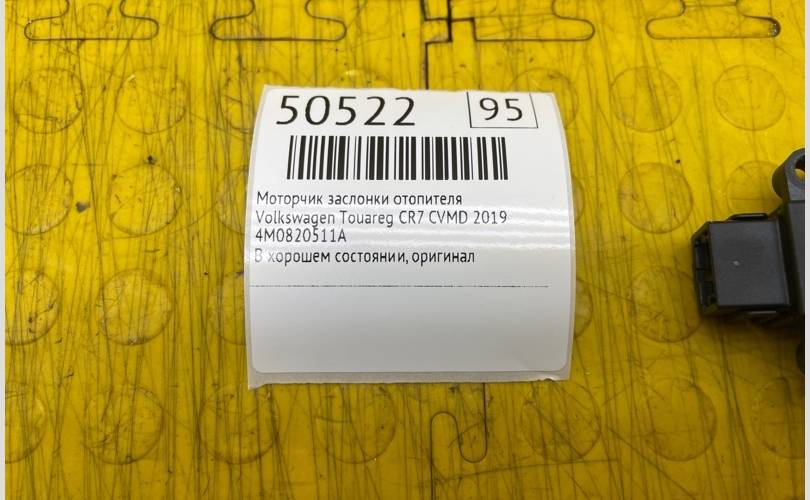 50522 95
Моторчик заслонки отопителя
Volkswagen Touareg CR7 CVMD 2019
4M0820511A
В хорошем состоянии, оригинал